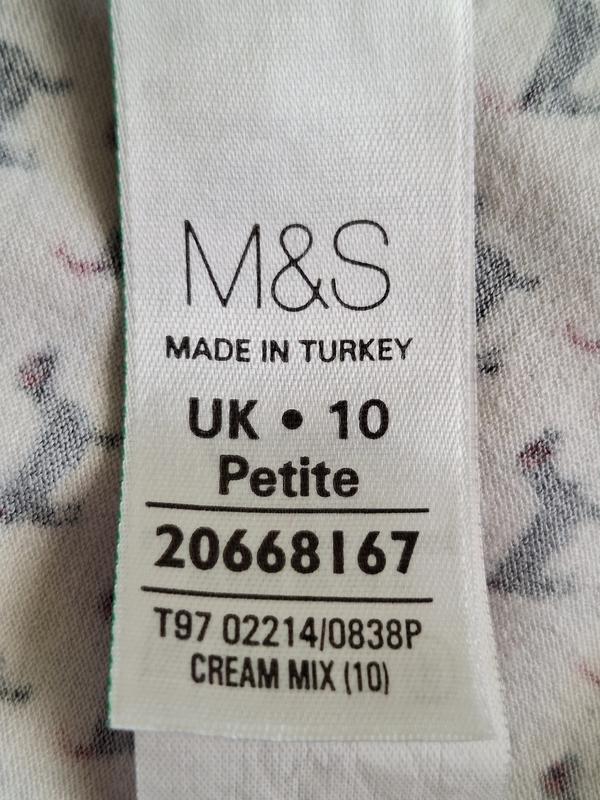 M&S
MADE IN TURKEY
UK • 10
Petite
20668167
T97 02214/0838P
CREAM MIX (10)